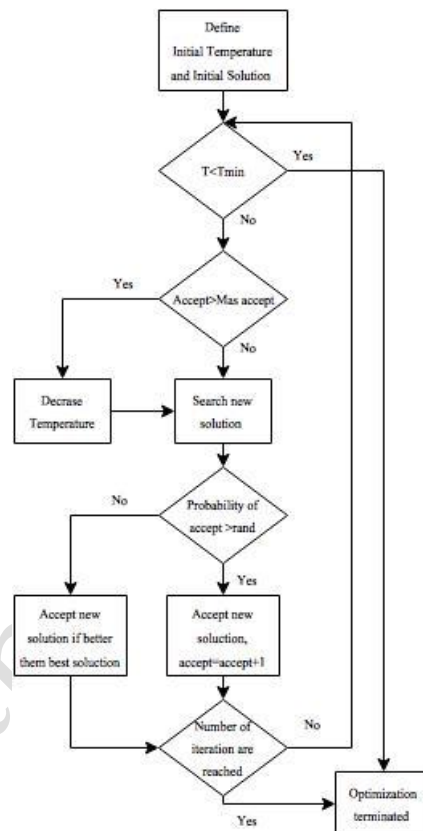 Define
Initial Temperature
and Initial Solution
T<Tmin
Yes
No
Accept>Mas accept
Yes
No
Decrase
Temperature
Search new
solution
Probability of
accept >rand
No
Yes
Accept new
solution if better
them best soluction
Accept new
soluction,
accept=accept+1
Number of
iteration are
reached
No
Yes
Optimization
terminated